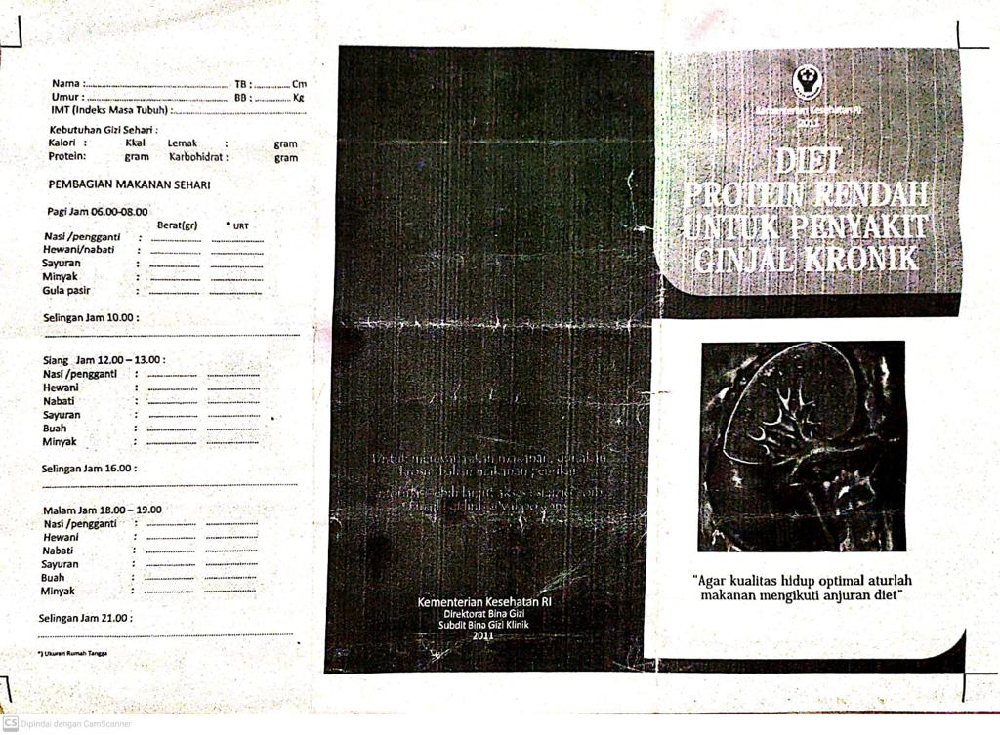 Nama :.................... TB : ............ Cm
Umur : .................... BB : ............ Kg
IMT (Indeks Masa Tubuh) :....................
Kebutuhan Gizi Sehari :
Kalori : Kkal Lemak : gram
Protein: gram Karbohidrat : gram
PEMBAGIAN MAKANAN SEHARI
Pagi Jam 06.00-08.00
Berat(gr) * URT
Nasi /pengganti : .................... ....................
Hewani/nabati : .................... ....................
Sayuran : .................... ....................
Minyak : .................... ....................
Gula pasir : .................... ....................
Selingan Jam 10.00 :
Siang Jam 12.00 – 13.00 :
Nasi /pengganti : .................... ....................
Hewani : .................... ....................
Nabati : .................... ....................
Sayuran : .................... ....................
Buah : .................... ....................
Minyak : .................... ....................
Selingan Jam 16.00 :
Malam Jam 18.00 – 19.00
Nasi /pengganti : .................... ....................
Hewani : .................... ....................
Nabati : .................... ....................
Sayuran : .................... ....................
Buah : .................... ....................
Minyak : .................... ....................
Selingan Jam 21.00 :
*) Ukuran Rumah Tangga
makanan,
bahan makanan
Kementerian Kesehatan RI
Direktorat Bina Gizi
Subdit Bina Gizi Klinik
2011
Kementerian Kesehatan RI
2011
DIET
PROTEIN RENDAH
UNTUK PENYAKIT
GINJAL KRONIK
"Agar kualitas hidup optimal aturlah
makanan mengikuti anjuran diet"
CS Dipindai dengan CamScanner